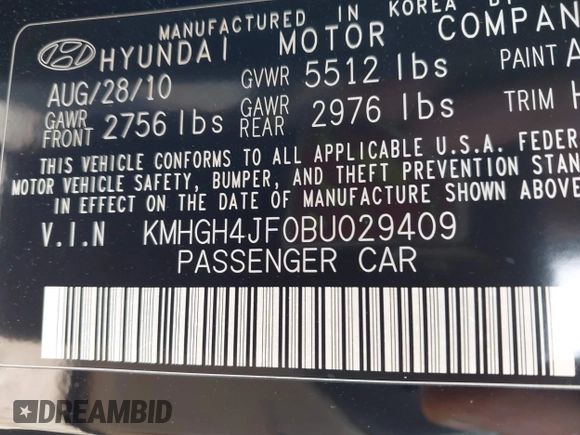 MANUFACTURED IN KOREA BY
HYUNDAI MOTOR COMPAN
AUG/28/10 GVWR 5512 lbs PAINT A
GAWR FRONT 2756 lbs GAWR REAR 2976 lbs TRIM H
THIS VEHICLE CONFORMS TO ALL APPLICABLE U.S.A. FEDER
MOTOR VEHICLE SAFETY, BUMPER, AND THEFT PREVENTION STAN
IN EFFECT ON THE DATE OF MANUFACTURE SHOWN ABOVE
V.I.N KMHGH4JF0BU029409
PASSENGER CAR
DREAMBID